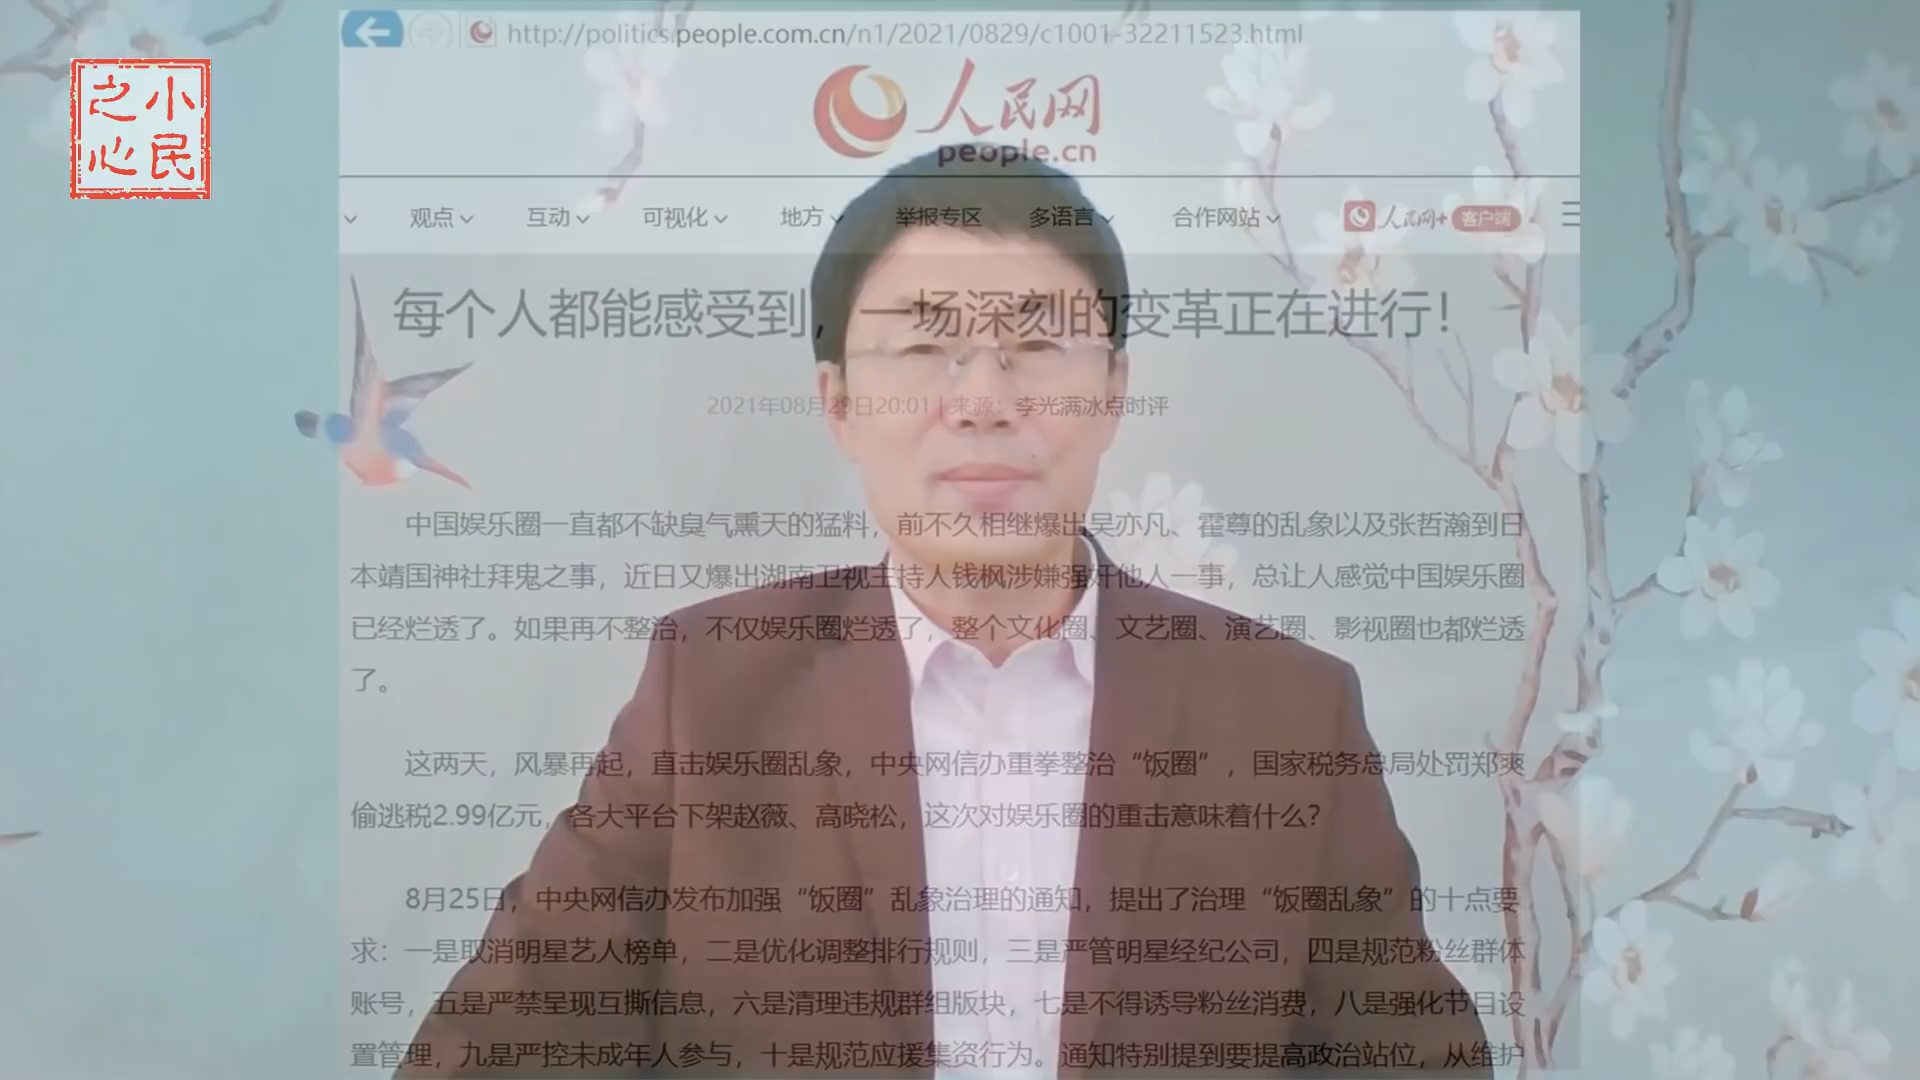 http://politics.people.com.cn/n1/2021/0829/c1001-32211523.html
小民之心
人民网
people.cn
观点 互动 可视化 地方 举报专区 多语言 合作网站 人民网+ 客户端
每个人都能感受到，一场深刻的变革正在进行！
2021年08月29日20:01 | 来源：李光满冰点时评
中国娱乐圈一直都不缺臭气熏天的猛料，前不久相继爆出吴亦凡、霍尊的乱象以及张哲瀚到日
本靖国神社拜鬼之事，近日又爆出湖南卫视主持人钱枫涉嫌强奸他人一事，总让人感觉中国娱乐圈
已经烂透了。如果再不整治，不仅娱乐圈烂透了，整个文化圈、文艺圈、演艺圈、影视圈也都烂透
了。
这两天，风暴再起，直击娱乐圈乱象，中央网信办重拳整治“饭圈”，国家税务总局处罚郑爽
偷逃税2.99亿元，各大平台下架赵薇、高晓松，这次对娱乐圈的重击意味着什么？
8月25日，中央网信办发布加强“饭圈”乱象治理的通知，提出了治理“饭圈乱象”的十点要
求：一是取消明星艺人榜单，二是优化调整排行规则，三是严管明星经纪公司，四是规范粉丝群体
账号，五是严禁呈现互撕信息，六是清理违规群组版块，七是不得诱导粉丝消费，八是强化节目设
置管理，九是严控未成年人参与，十是规范应援集资行为。通知特别提到要提高政治站位，从维护